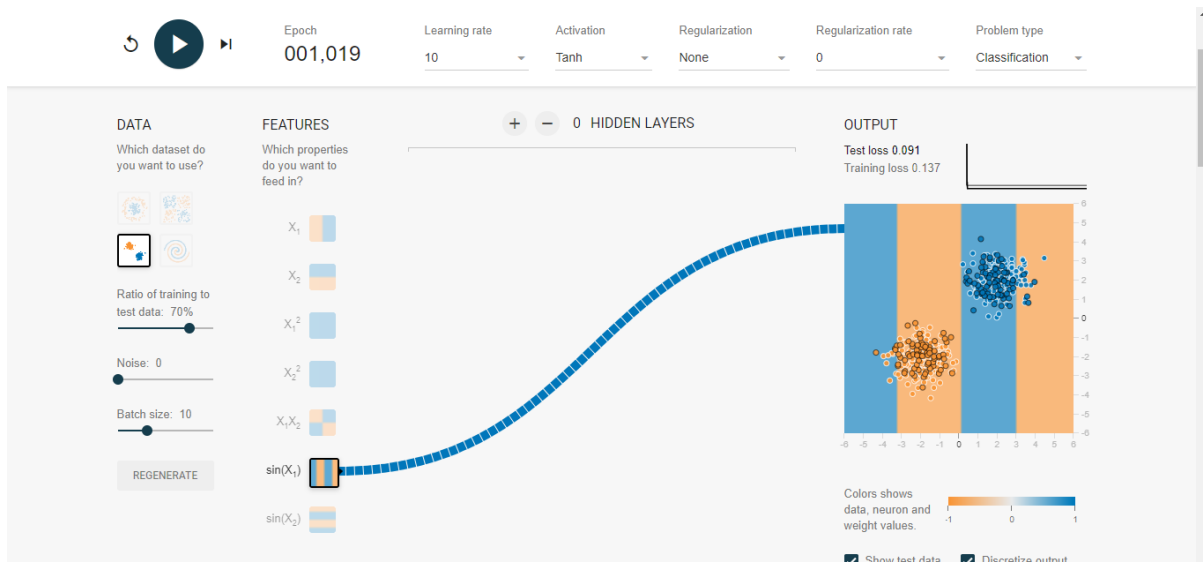 Epoch
001,019
Learning rate
10
Activation
Tanh
Regularization
None
Regularization rate
0
Problem type
Classification
DATA
Which dataset do
you want to use?
Ratio of training to
test data: 70%
Noise: 0
Batch size: 10
REGENERATE
FEATURES
Which properties
do you want to
feed in?
X₁
X₂
X₁²
X₂²
X₁X₂
sin(X₁)
sin(X₂)
+ − 0 HIDDEN LAYERS
OUTPUT
Test loss 0.091
Training loss 0.137
6
5
4
3
2
1
0
-1
-2
-3
-4
-5
-6
-6 -5 -4 -3 -2 -1 0 1 2 3 4 5 6
Colors shows
data, neuron and
weight values.
-1 0 1
Show test data
Discretize output